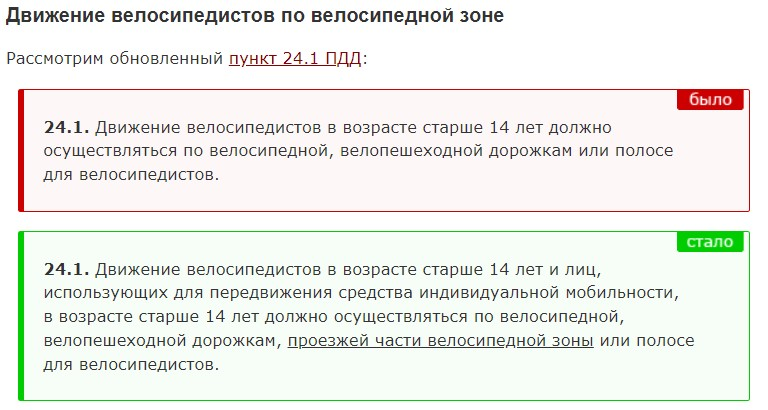 Движение велосипедистов по велосипедной зоне
Рассмотрим обновленный пункт 24.1 ПДД:
было
24.1. Движение велосипедистов в возрасте старше 14 лет должно
осуществляться по велосипедной, велопешеходной дорожкам или полосе
для велосипедистов.
стало
24.1. Движение велосипедистов в возрасте старше 14 лет и лиц,
использующих для передвижения средства индивидуальной мобильности,
в возрасте старше 14 лет должно осуществляться по велосипедной,
велопешеходной дорожкам, проезжей части велосипедной зоны или полосе
для велосипедистов.